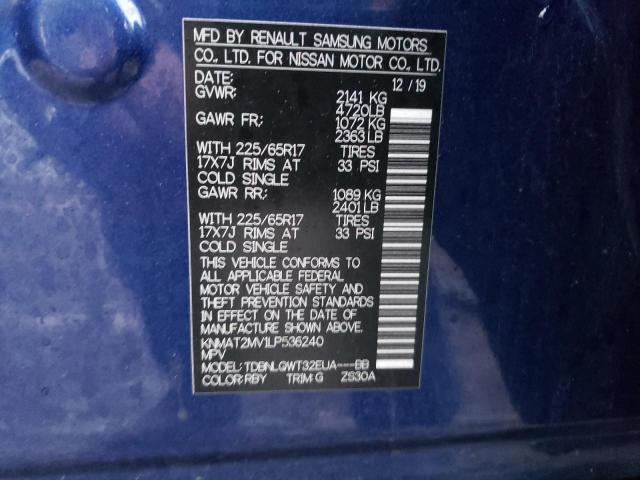 MFD BY RENAULT SAMSUNG MOTORS
CO., LTD. FOR NISSAN MOTOR CO., LTD.
DATE: 12 / 19
GVWR: 2141 KG
4720LB
GAWR FR: 1072 KG
2363LB
WITH 225/65R17 TIRES
17X7J RIMS AT 33 PSI
COLD SINGLE
GAWR RR: 1089 KG
2401LB
WITH 225/65R17 TIRES
17X7J RIMS AT 33 PSI
COLD SINGLE
THIS VEHICLE CONFORMS TO
ALL APPLICABLE FEDERAL
MOTOR VEHICLE SAFETY AND
THEFT PREVENTION STANDARDS
IN EFFECT ON THE DATE OF
MANUFACTURE SHOWN ABOVE.
KNMAT2MV1LP536240
MPV
MODEL: TDBNLGWT32EUA---BB
COLOR:RBY TRIM:G ZS30A